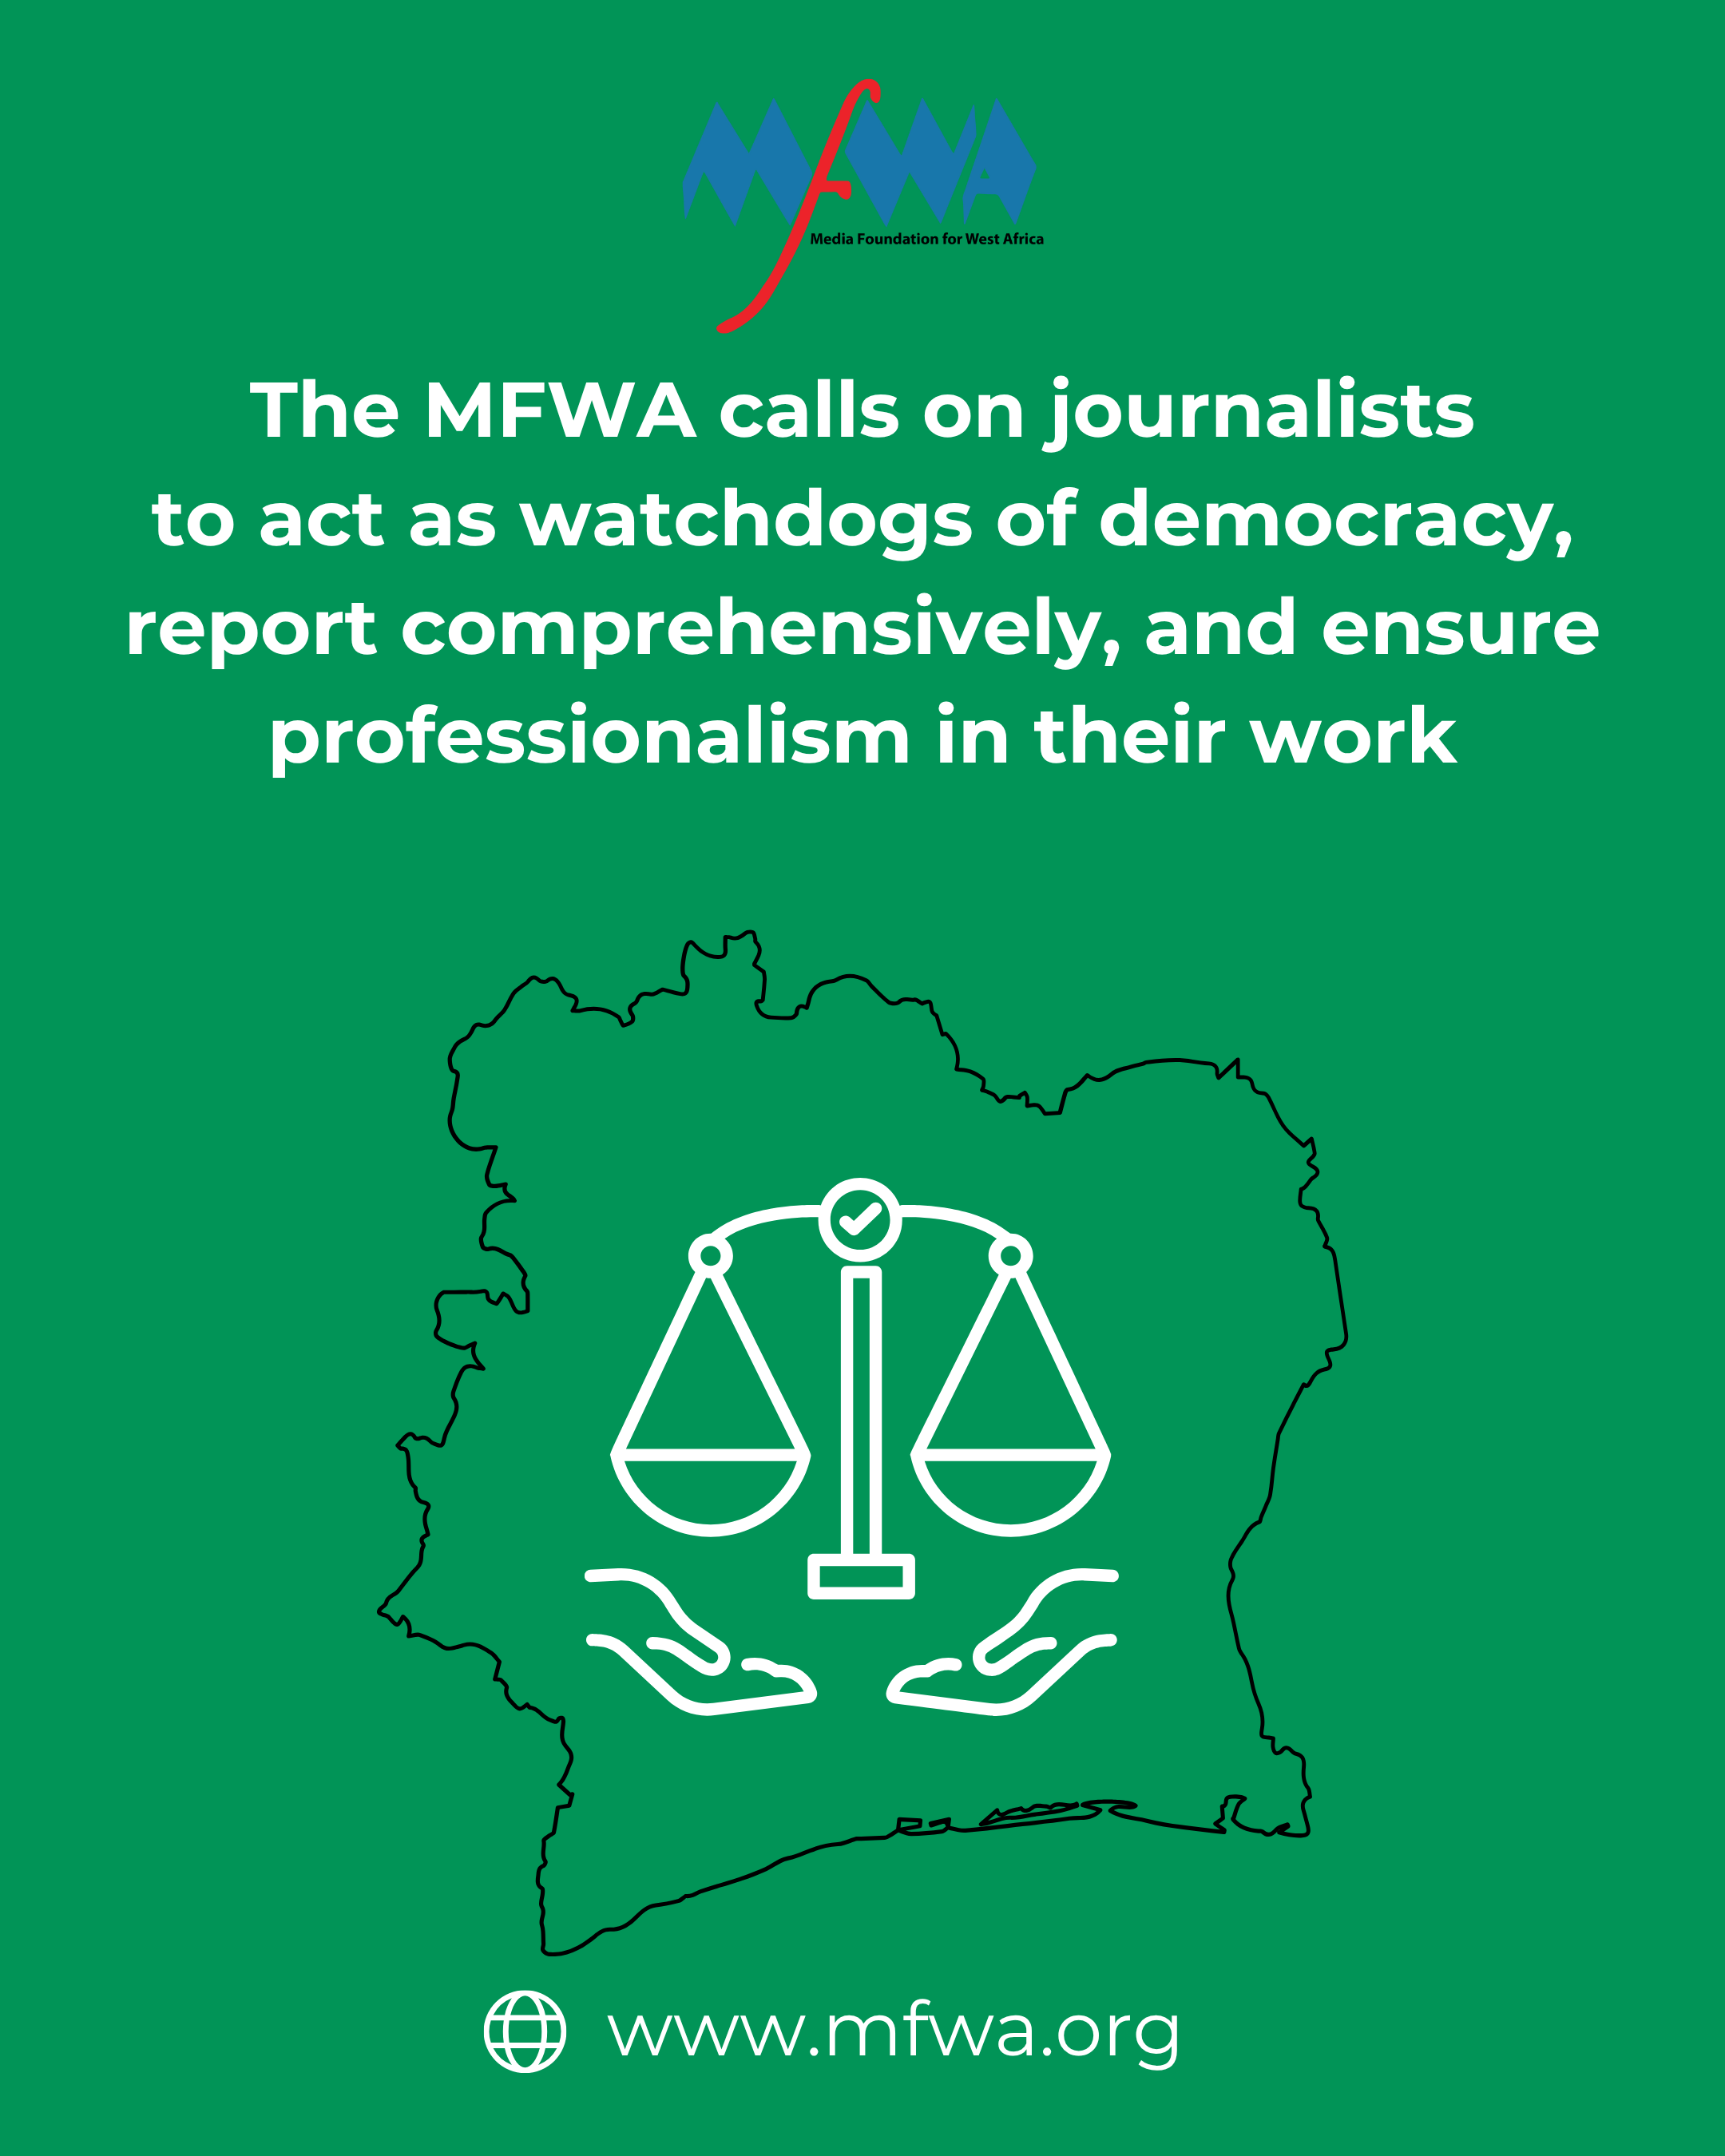 MfWA
Media Foundation for West Africa
The MFWA calls on journalists
to act as watchdogs of democracy,
report comprehensively, and ensure
professionalism in their work
www.mfwa.org